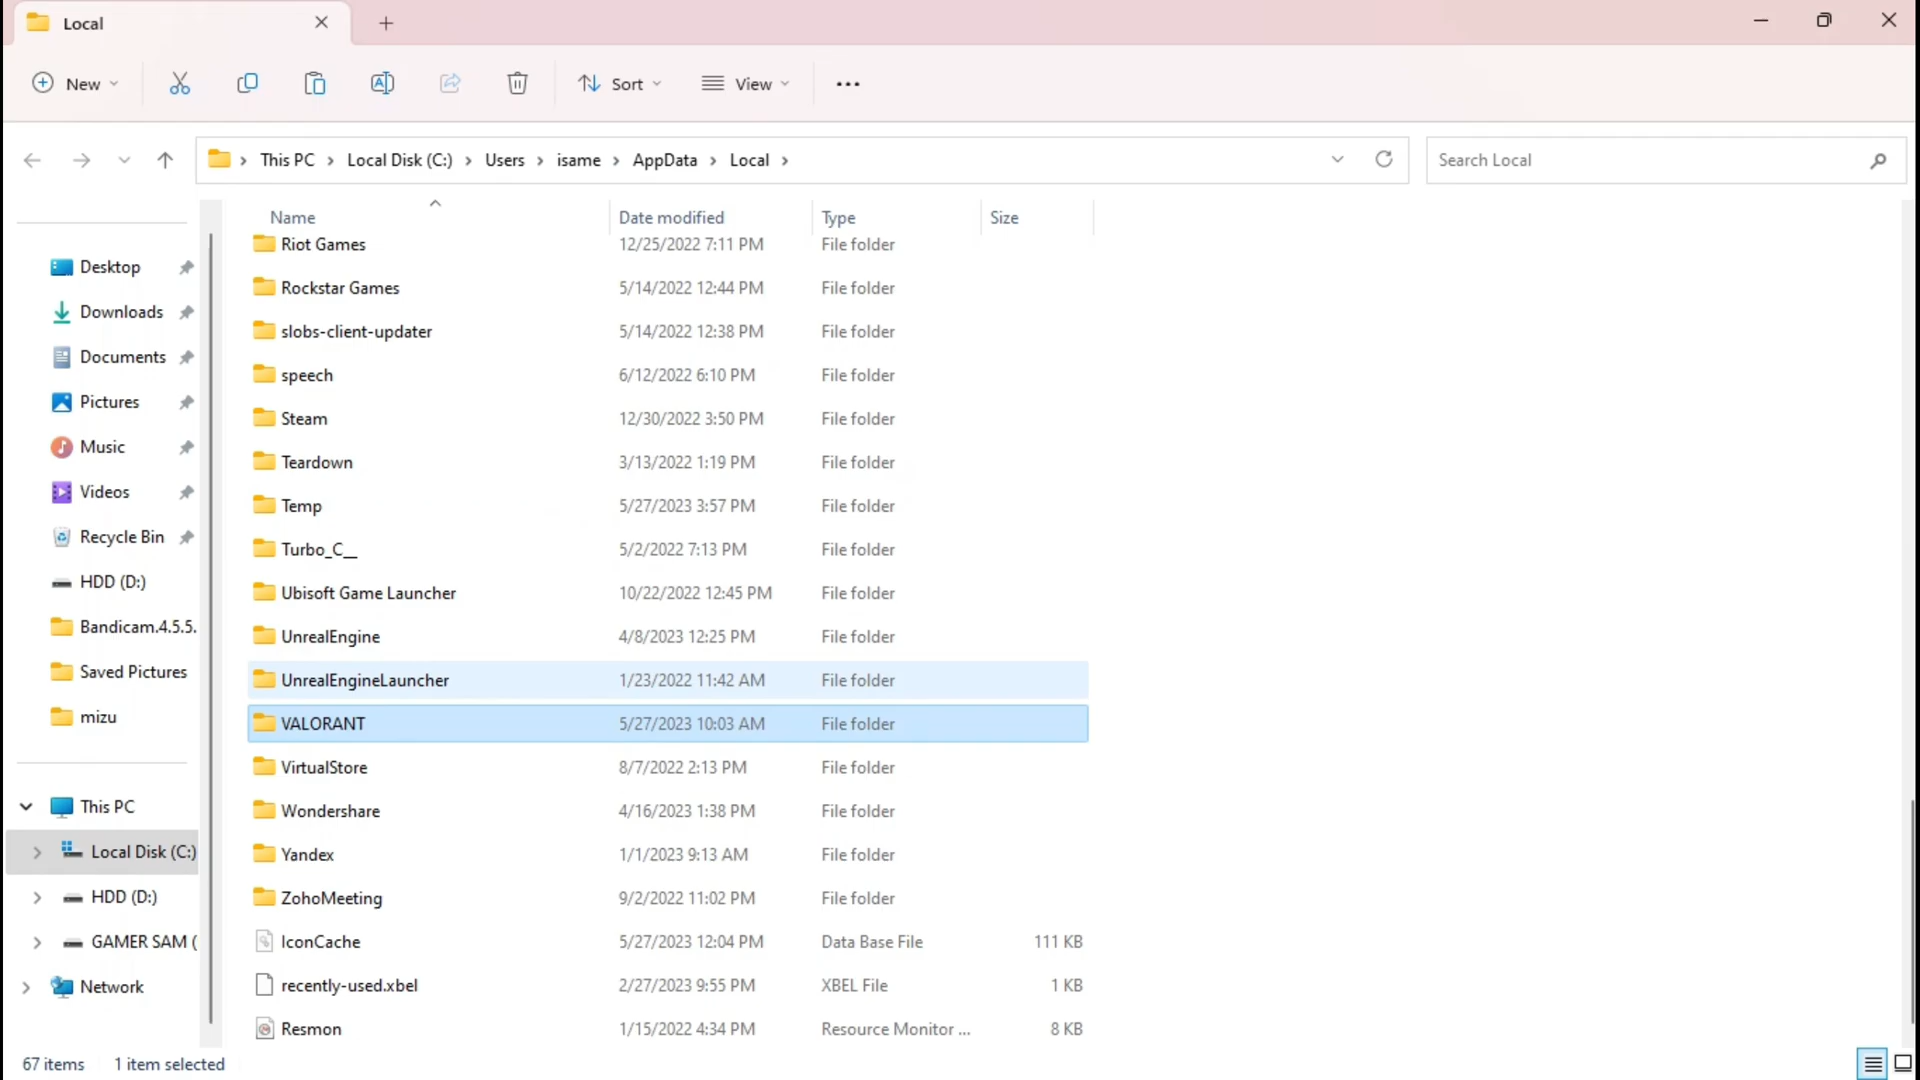 Local
New
Sort
View
This PC
Local Disk (C:)
Users
isame
AppData
Local
Search Local
Name
Date modified
Type
Size
Desktop
Downloads
Documents
Pictures
Music
Videos
Recycle Bin
HDD (D:)
Bandicam.4.5.5.
Saved Pictures
mizu
This PC
Local Disk (C:)
HDD (D:)
GAMER SAM (
Network
Riot Games 12/25/2022 7:11 PM File folder
Rockstar Games 5/14/2022 12:44 PM File folder
slobs-client-updater 5/14/2022 12:38 PM File folder
speech 6/12/2022 6:10 PM File folder
Steam 12/30/2022 3:50 PM File folder
Teardown 3/13/2022 1:19 PM File folder
Temp 5/27/2023 3:57 PM File folder
Turbo_C__ 5/2/2022 7:13 PM File folder
Ubisoft Game Launcher 10/22/2022 12:45 PM File folder
UnrealEngine 4/8/2023 12:25 PM File folder
UnrealEngineLauncher 1/23/2022 11:42 AM File folder
VALORANT 5/27/2023 10:03 AM File folder
VirtualStore 8/7/2022 2:13 PM File folder
Wondershare 4/16/2023 1:38 PM File folder
Yandex 1/1/2023 9:13 AM File folder
ZohoMeeting 9/2/2022 11:02 PM File folder
IconCache 5/27/2023 12:04 PM Data Base File 111 KB
recently-used.xbel 2/27/2023 9:55 PM XBEL File 1 KB
Resmon 1/15/2022 4:34 PM Resource Monitor ... 8 KB
67 items 1 item selected